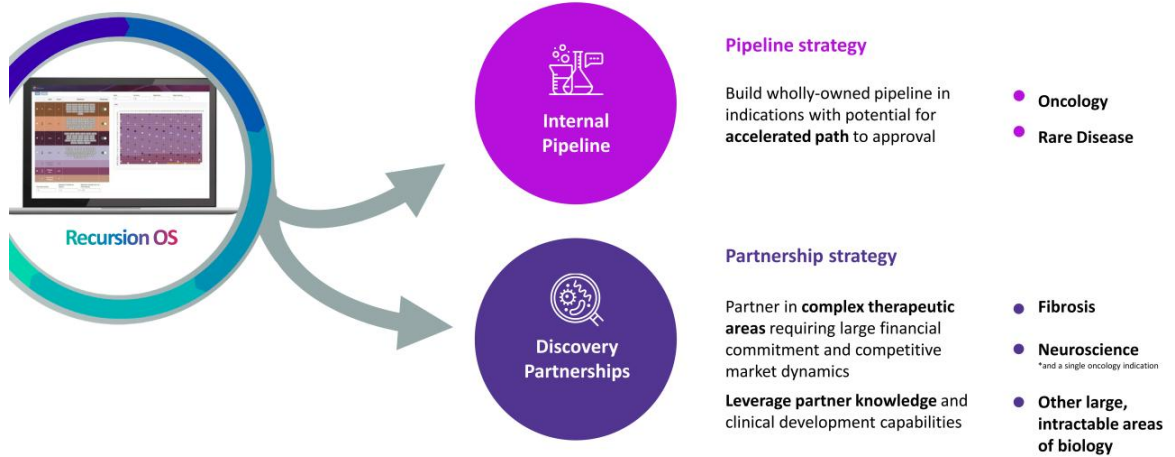 Recursion OS
Internal
Pipeline
Pipeline strategy
Build wholly-owned pipeline in
indications with potential for
accelerated path to approval
Oncology
Rare Disease
Discovery
Partnerships
Partnership strategy
Partner in complex therapeutic
areas requiring large financial
commitment and competitive
market dynamics
Leverage partner knowledge and
clinical development capabilities
Fibrosis
Neuroscience
*and a single oncology indication
Other large,
intractable areas
of biology